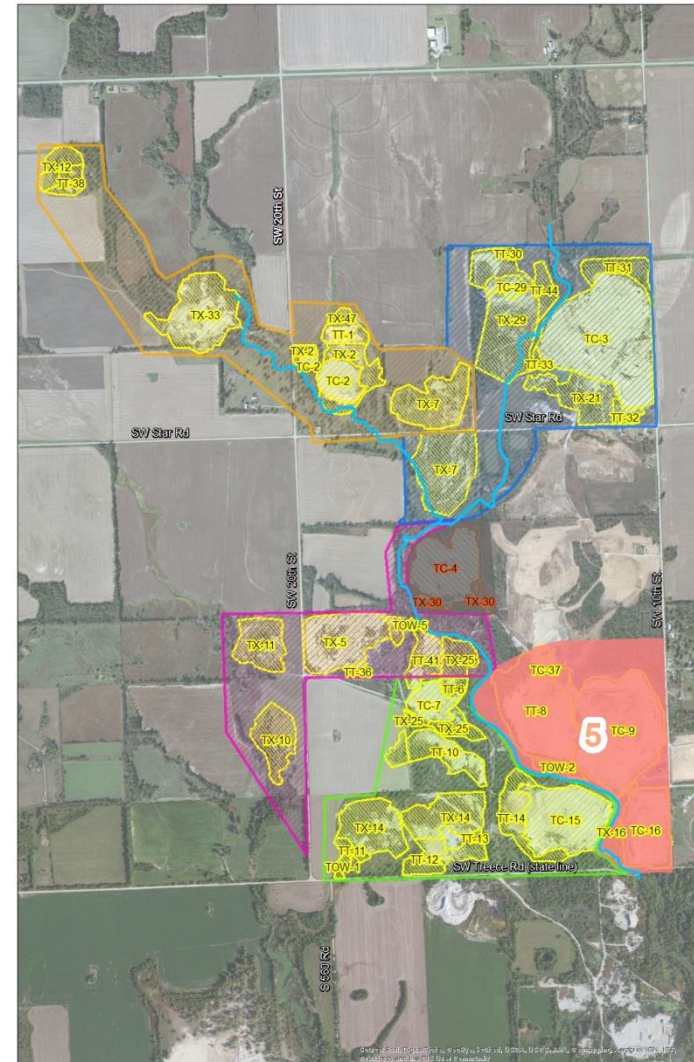 SW 20th St
TX-12
TT-38
TX-33
TX-47
TT-1
TX-2
TX-2
TC-2
TC-2
TX-7
TT-30
TT-31
TC-29
TT-44
TX-29
TC-3
TT-33
TX-21
TT-32
SW Star Rd
SW Star Rd
TX-7
SW 20th St
SW 10th St
TC-4
TX-30
TX-30
TOW-5
TX-11
TX-5
TT-36
TT-41
TX-25
TC-37
TT-6
TC-7
TT-8
TX-25
TX-25
5
TC-9
TX-10
TT-10
TOW-2
TX-14
TX-14
TT-14
TC-15
TX-16
TC-16
TT-13
TT-11
TT-12
TOW-1
SW Treece Rd (state line)
S 560 Rd